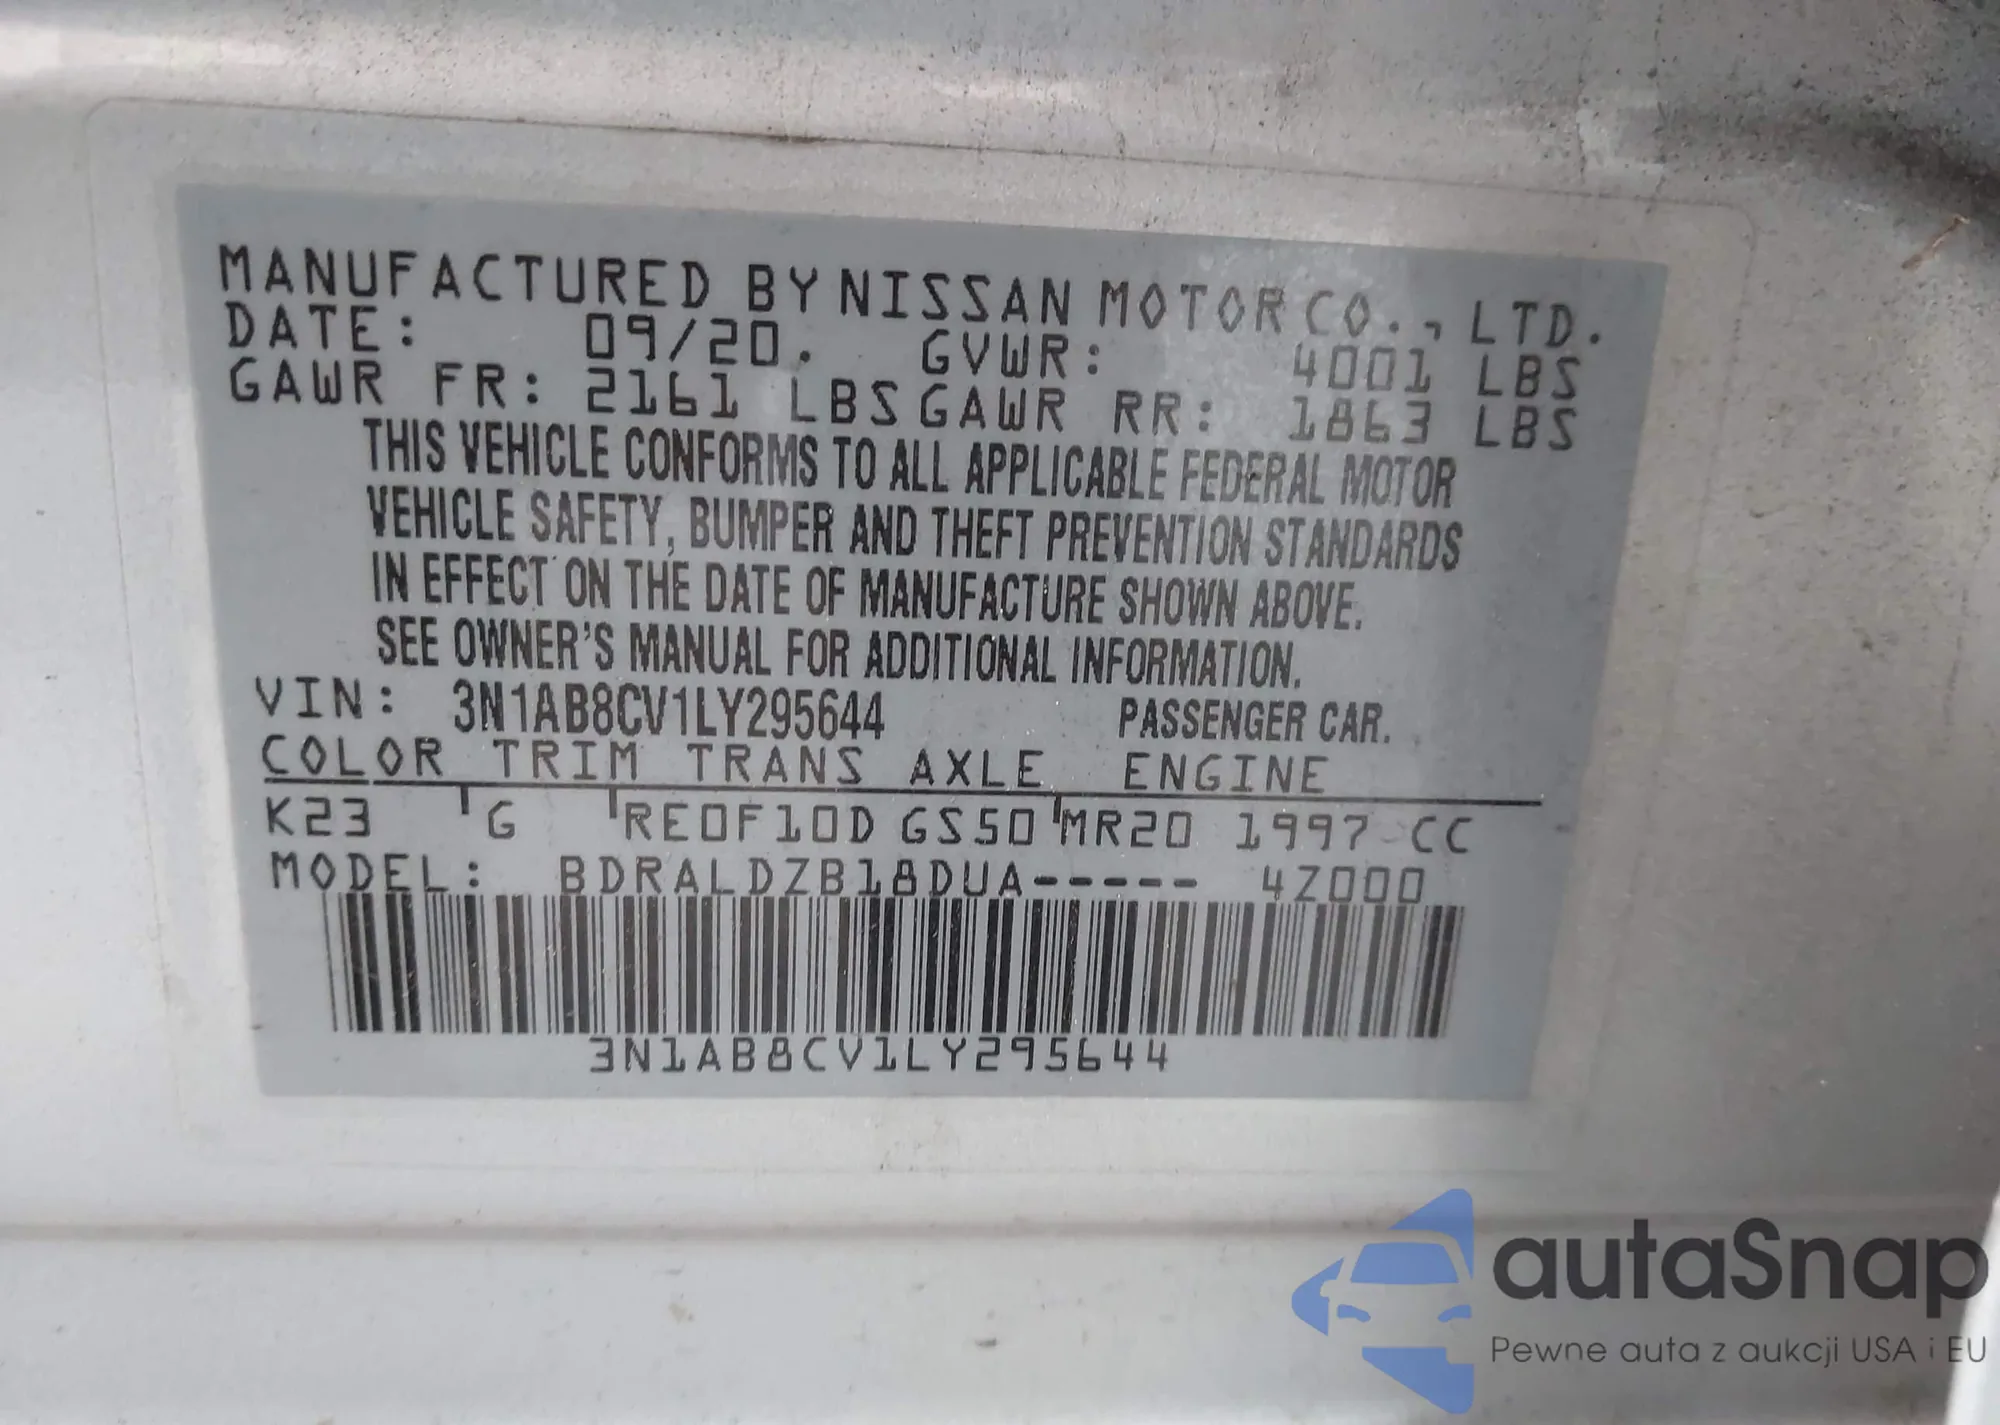 MANUFACTURED BY NISSAN MOTOR CO., LTD.
DATE: 09/20. GVWR: 4001 LBS
GAWR FR: 2161 LBS GAWR RR: 1863 LBS
THIS VEHICLE CONFORMS TO ALL APPLICABLE FEDERAL MOTOR
VEHICLE SAFETY, BUMPER AND THEFT PREVENTION STANDARDS
IN EFFECT ON THE DATE OF MANUFACTURE SHOWN ABOVE.
SEE OWNER'S MANUAL FOR ADDITIONAL INFORMATION.
VIN: 3N1AB8CV1LY295644 PASSENGER CAR.
COLOR TRIM TRANS AXLE ENGINE
K23 G RE0F10D GS50 MR20 1997 CC
MODEL: BDRALDZB18DUA----- 4Z000
3N1AB8CV1LY295644
autaSnap
Pewne auta z aukcji USA i EU